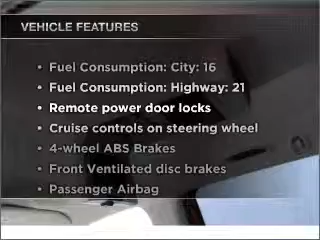 VEHICLE FEATURES
• Fuel Consumption: City: 16
• Fuel Consumption: Highway: 21
• Remote power door locks
• Cruise controls on steering wheel
• 4-wheel ABS Brakes
• Front Ventilated disc brakes
• Passenger Airbag